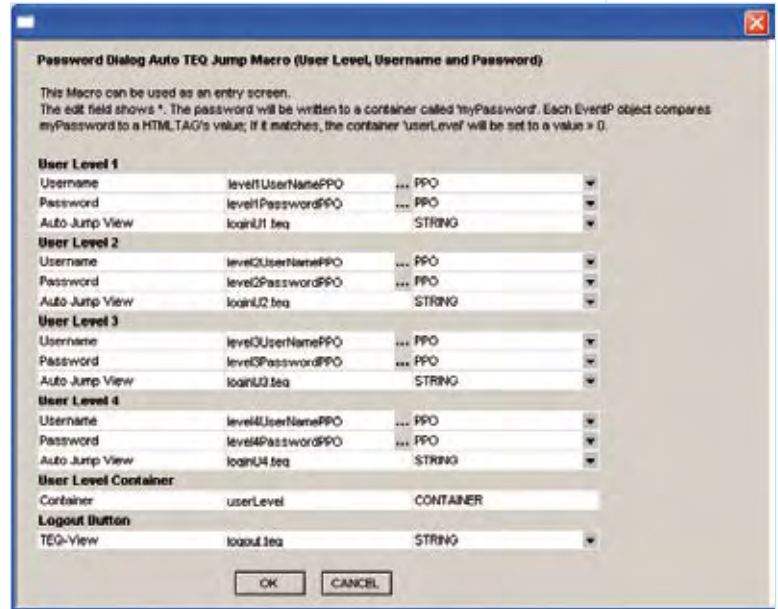 Password Dialog Auto TEQ Jump Macro (User Level, Username and Password)
This Macro can be used as an entry screen.
The edit field shows *. The password will be written to a container called 'myPassword'. Each EventP object compares
myPassword to a HTMLTAG's value; If it matches, the container 'userLevel' will be set to a value > 0.
User Level 1
Username level1UserNamePPO ... PPO
Password level1PasswordPPO ... PPO
Auto Jump View loginU1.teq STRING
User Level 2
Username level2UserNamePPO ... PPO
Password level2PasswordPPO ... PPO
Auto Jump View loginU2.teq STRING
User Level 3
Username level3UserNamePPO ... PPO
Password level3PasswordPPO ... PPO
Auto Jump View loginU3.teq STRING
User Level 4
Username level4UserNamePPO ... PPO
Password level4PasswordPPO ... PPO
Auto Jump View loginU4.teq STRING
User Level Container
Container userLevel CONTAINER
Logout Button
TEQ-View logout.teq STRING
OK CANCEL